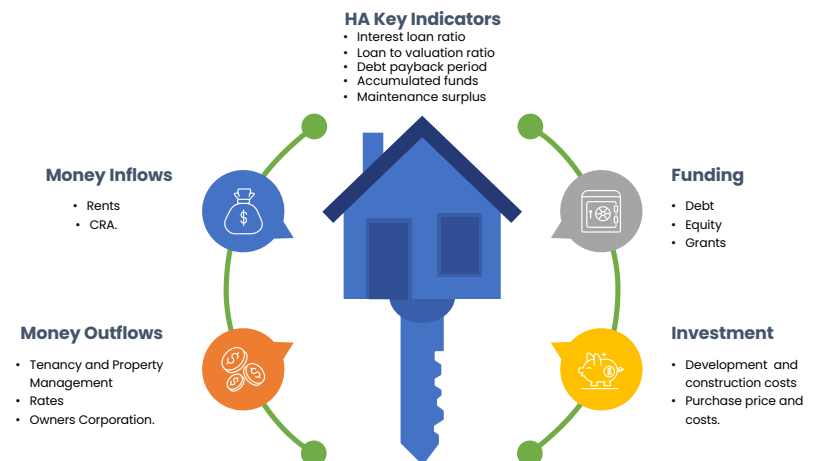 HA Key Indicators
• Interest loan ratio
• Loan to valuation ratio
• Debt payback period
• Accumulated funds
• Maintenance surplus
Money Inflows
• Rents
• CRA.
Funding
• Debt
• Equity
• Grants
Money Outflows
• Tenancy and Property
Management
• Rates
• Owners Corporation.
Investment
• Development and
construction costs
• Purchase price and
costs.